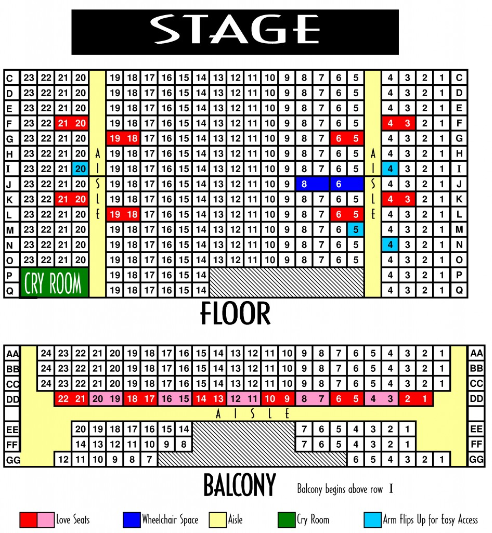 STAGE
C 23 22 21 20 19 18 17 16 15 14 13 12 11 10 9 8 7 6 5 4 3 2 1 C
D 23 22 21 20 19 18 17 16 15 14 13 12 11 10 9 8 7 6 5 4 3 2 1 D
E 23 22 21 20 19 18 17 16 15 14 13 12 11 10 9 8 7 6 5 4 3 2 1 E
F 23 22 21 20 19 18 17 16 15 14 13 12 11 10 9 8 7 6 5 4 3 2 1 F
G 23 22 21 20 19 18 17 16 15 14 13 12 11 10 9 8 7 6 5 4 3 2 1 G
H 23 22 21 20 19 18 17 16 15 14 13 12 11 10 9 8 7 6 5 4 3 2 1 H
I 23 22 21 20 19 18 17 16 15 14 13 12 11 10 9 8 7 6 5 4 3 2 1 I
J 23 22 21 20 19 18 17 16 15 14 13 12 11 10 9 8 6 4 3 2 1 J
K 23 22 21 20 19 18 17 16 15 14 13 12 11 10 9 8 7 6 5 4 3 2 1 K
L 23 22 21 20 19 18 17 16 15 14 13 12 11 10 9 8 7 6 5 4 3 2 1 L
M 23 22 21 20 19 18 17 16 15 14 13 12 11 10 9 8 7 6 5 4 3 2 1 M
N 23 22 21 20 19 18 17 16 15 14 13 12 11 10 9 8 7 6 5 4 3 2 1 N
O 23 22 21 20 19 18 17 16 15 14 13 12 11 10 9 8 7 6 5 4 3 2 1 O
P 19 18 17 16 15 14 4 3 2 1 P
Q 19 18 17 16 15 14 4 3 2 1 Q
AISLE
AISLE
CRY ROOM
FLOOR
AA 24 23 22 21 20 19 18 17 16 15 14 13 12 11 10 9 8 7 6 5 4 3 2 1 AA
BB 24 23 22 21 20 19 18 17 16 15 14 13 12 11 10 9 8 7 6 5 4 3 2 1 BB
CC 24 23 22 21 20 19 18 17 16 15 14 13 12 11 10 9 8 7 6 5 4 3 2 1 CC
DD 22 21 20 19 18 17 16 15 14 13 12 11 10 9 8 7 6 5 4 3 2 1 DD
AISLE
EE 20 19 18 17 16 15 14 7 6 5 4 3 2 1 EE
FF 14 13 12 11 10 9 8 7 6 5 4 3 2 1 FF
GG 12 11 10 9 8 7 6 5 4 3 2 1 GG
BALCONY
Balcony begins above row I
Love Seats Wheelchair Space Aisle Cry Room Arm Flips Up for Easy Access